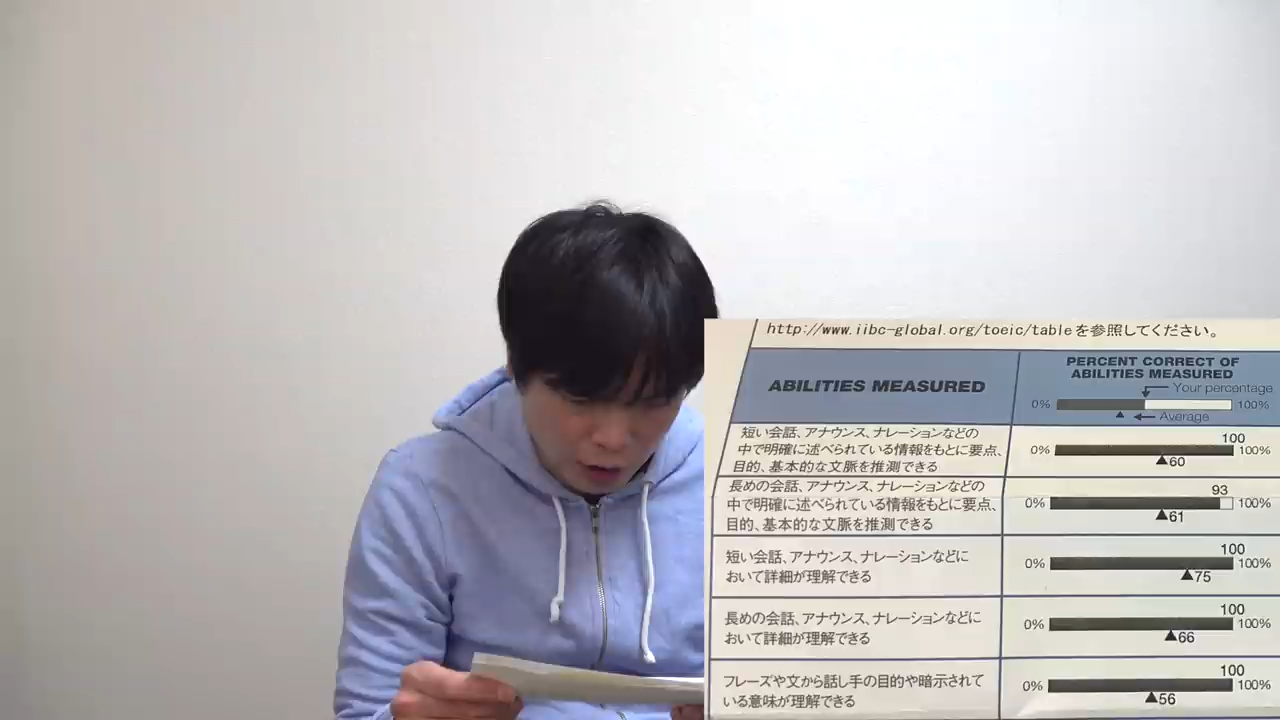 http://www.iibc-global.org/toeic/tableを参照してください。
ABILITIES MEASURED
PERCENT CORRECT OF
ABILITIES MEASURED
Your percentage
0% 100%
Average
短い会話、アナウンス、ナレーションなどの
中で明確に述べられている情報をもとに要点、
目的、基本的な文脈を推測できる
100
0% 100%
60
長めの会話、アナウンス、ナレーションなどの
中で明確に述べられている情報をもとに要点、
目的、基本的な文脈を推測できる
93
0% 100%
61
短い会話、アナウンス、ナレーションなどに
おいて詳細が理解できる
100
0% 100%
75
長めの会話、アナウンス、ナレーションなどに
おいて詳細が理解できる
100
0% 100%
66
フレーズや文から話し手の目的や暗示されて
いる意味が理解できる
100
0% 100%
56